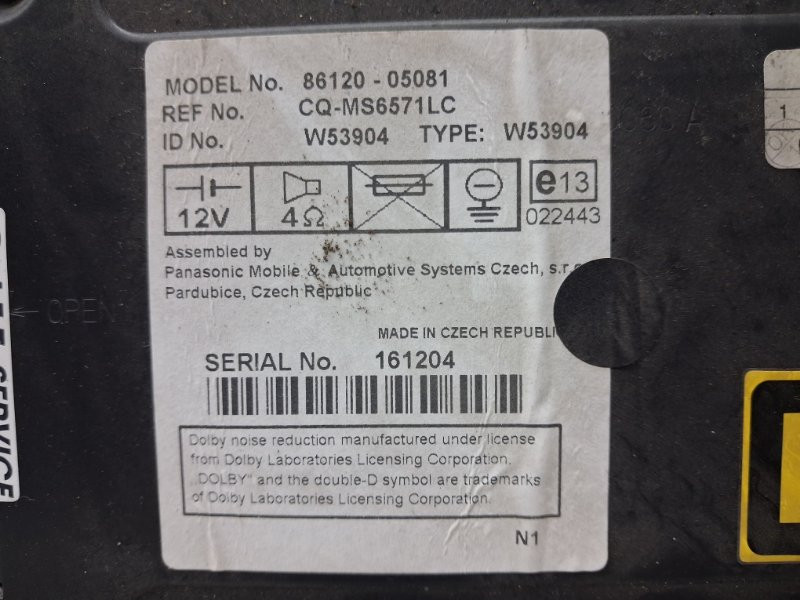 MODEL No. 86120 - 05081
REF No. CQ-MS6571LC
ID No. W53904 TYPE: W53904
12V 4Ω e13
022443
Assembled by
Panasonic Mobile & Automotive Systems Czech, s.r.
Pardubice, Czech Republic
OPEN
MADE IN CZECH REPUBLI
SERIAL No. 161204
Dolby noise reduction manufactured under license
from Dolby Laboratories Licensing Corporation.
„DOLBY" and the double-D symbol are trademarks
of Dolby Laboratories Licensing Corporation.
N1
SERVICE
1